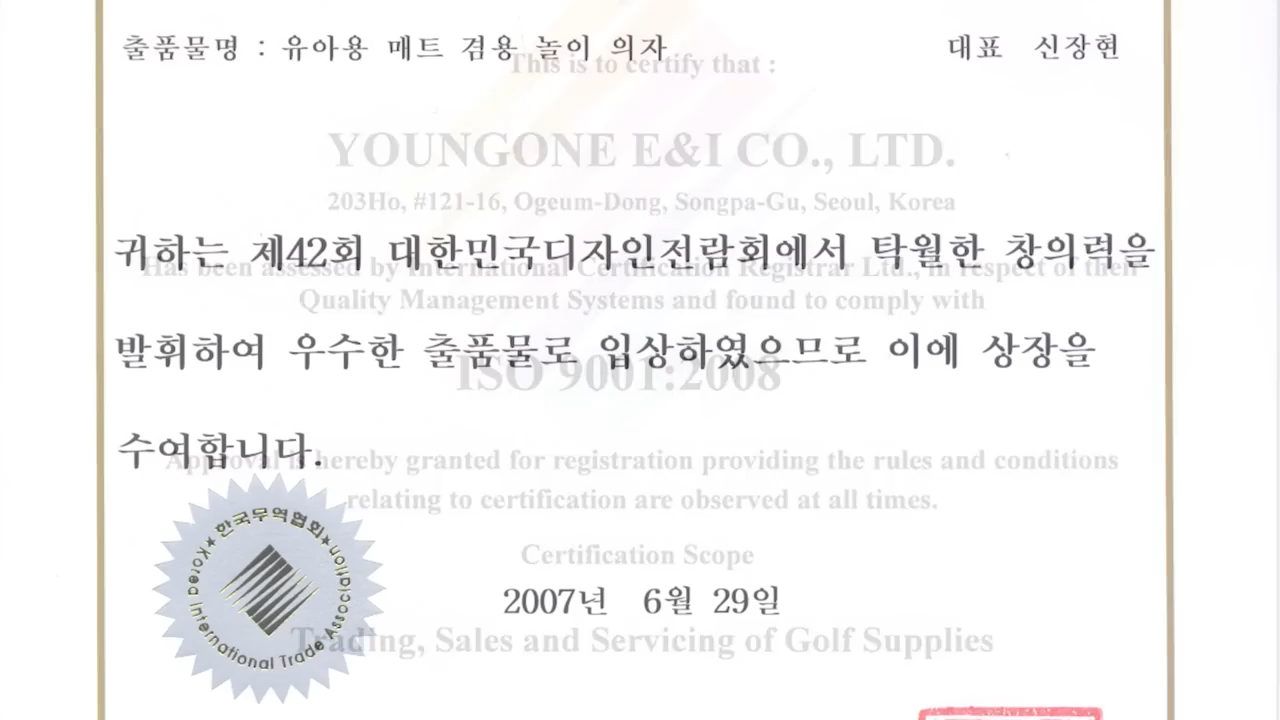 출품물명 : 유아용 매트 겸용 놀이 의자
대표 신장현
This is to certify that :
YOUNGONE E&I CO., LTD.
203Ho, #121-16, Ogeum-Dong, Songpa-Gu, Seoul, Korea
귀하는 제42회 대한민국디자인전람회에서 탁월한 창의력을
Has been assessed by International Certification Registrar Ltd., in respect of their
Quality Management Systems and found to comply with
발휘하여 우수한 출품물로 입상하였으므로 이에 상장을
ISO 9001:2008
수여합니다.
Approval is hereby granted for registration providing the rules and conditions
relating to certification are observed at all times.
한국무역협회
Korea International Trade Association
Certification Scope
2007년 6월 29일
Trading, Sales and Servicing of Golf Supplies